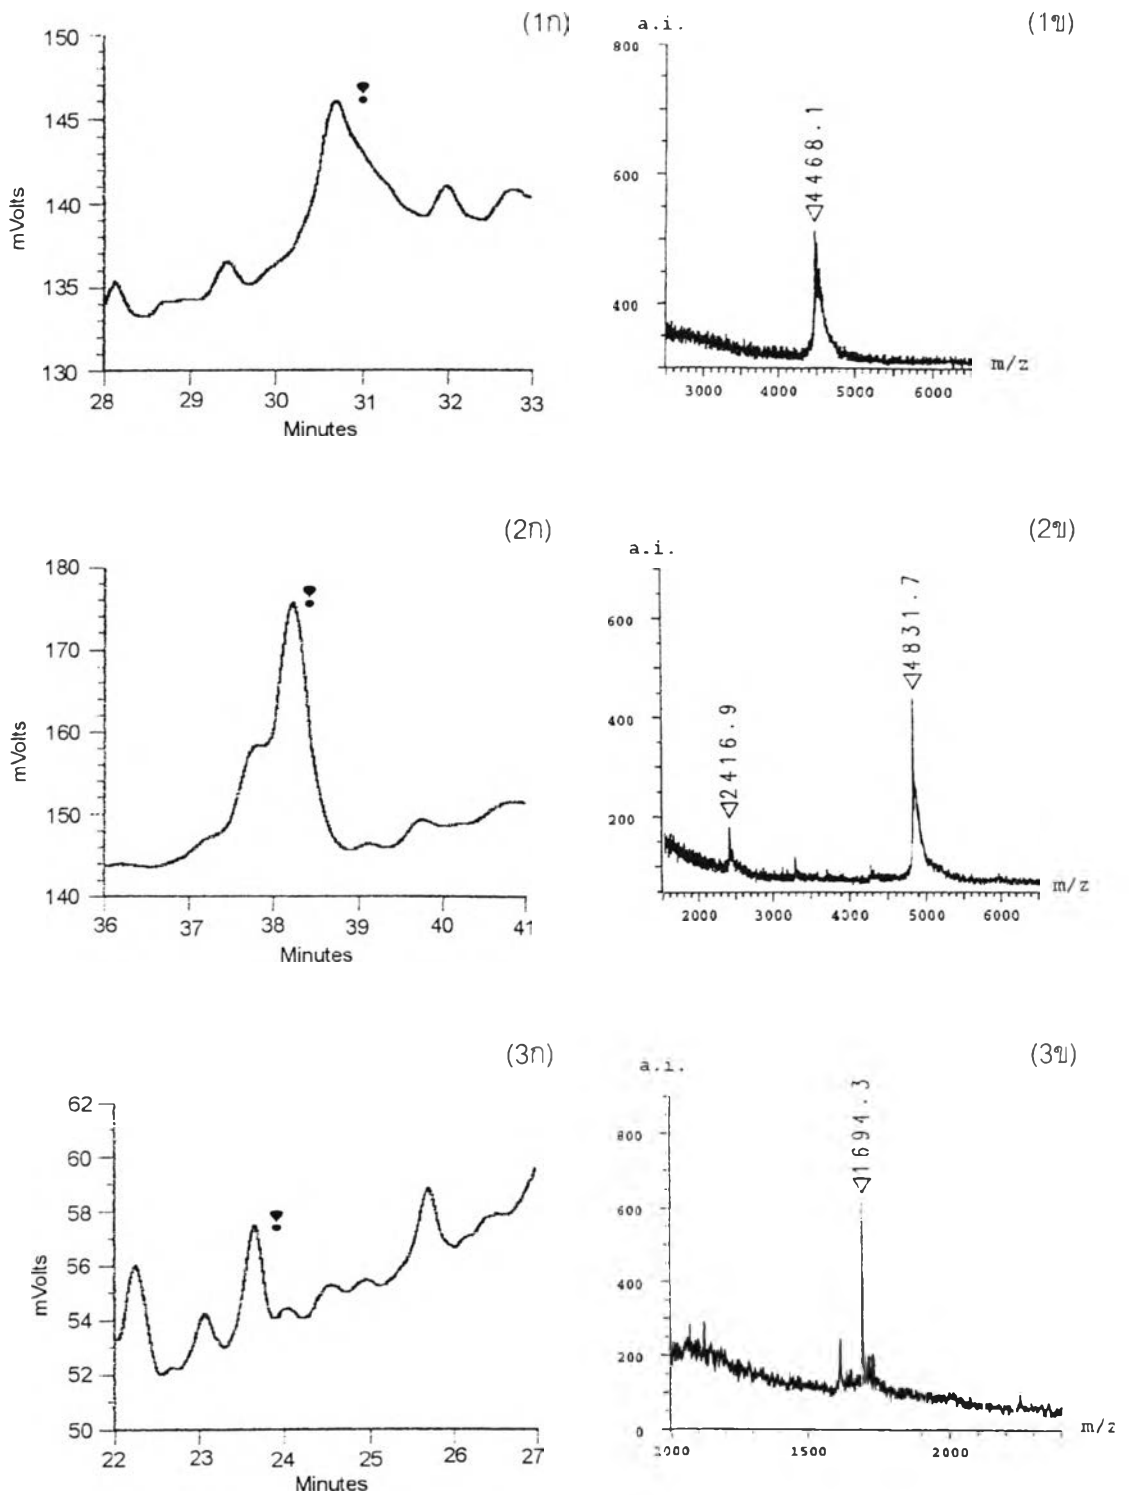 (1ก)
150
145
140
135
130
mVolts
28 29 30 31 32 33
Minutes
(1ข)
a.i.
800
600
400
4468.1
m/z
3000 4000 5000 6000
(2ก)
180
170
160
150
140
mVolts
36 37 38 39 40 41
Minutes
(2ข)
a.i.
600
400
200
2416.9
4831.7
m/z
2000 3000 4000 5000 6000
(3ก)
62
60
58
56
54
52
50
mVolts
22 23 24 25 26 27
Minutes
(3ข)
a.i.
800
600
400
200
0
1694.3
m/z
1000 1500 2000